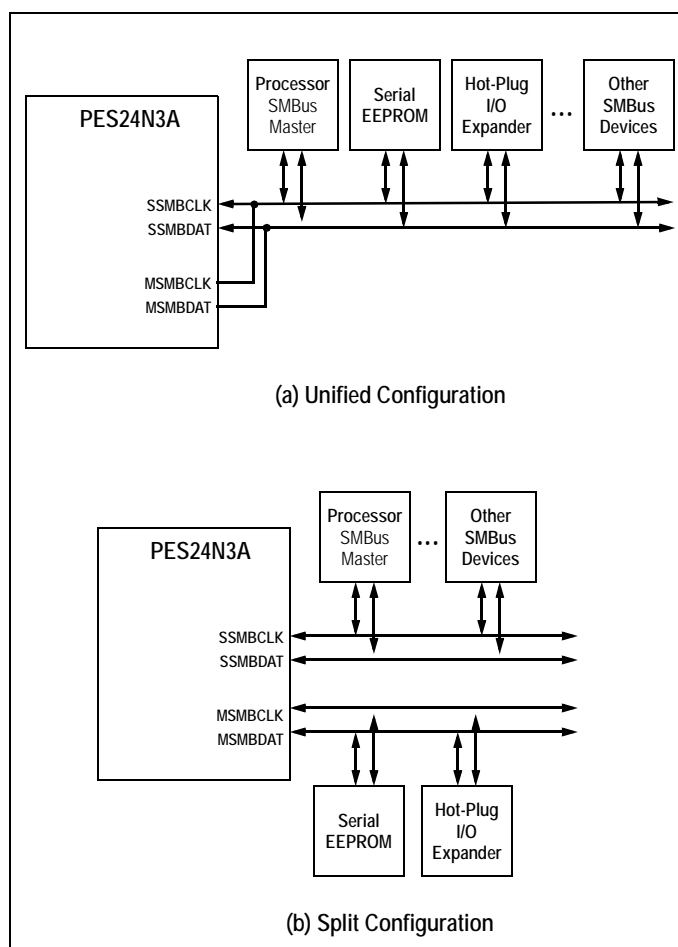 PES24N3A
Processor
SMBus
Master
Serial
EEPROM
Hot-Plug
I/O
Expander
...
Other
SMBus
Devices
SSMBCLK
SSMBDAT
MSMBCLK
MSMBDAT
(a) Unified Configuration
PES24N3A
Processor
SMBus
Master
...
Other
SMBus
Devices
SSMBCLK
SSMBDAT
MSMBCLK
MSMBDAT
Serial
EEPROM
Hot-Plug
I/O
Expander
(b) Split Configuration